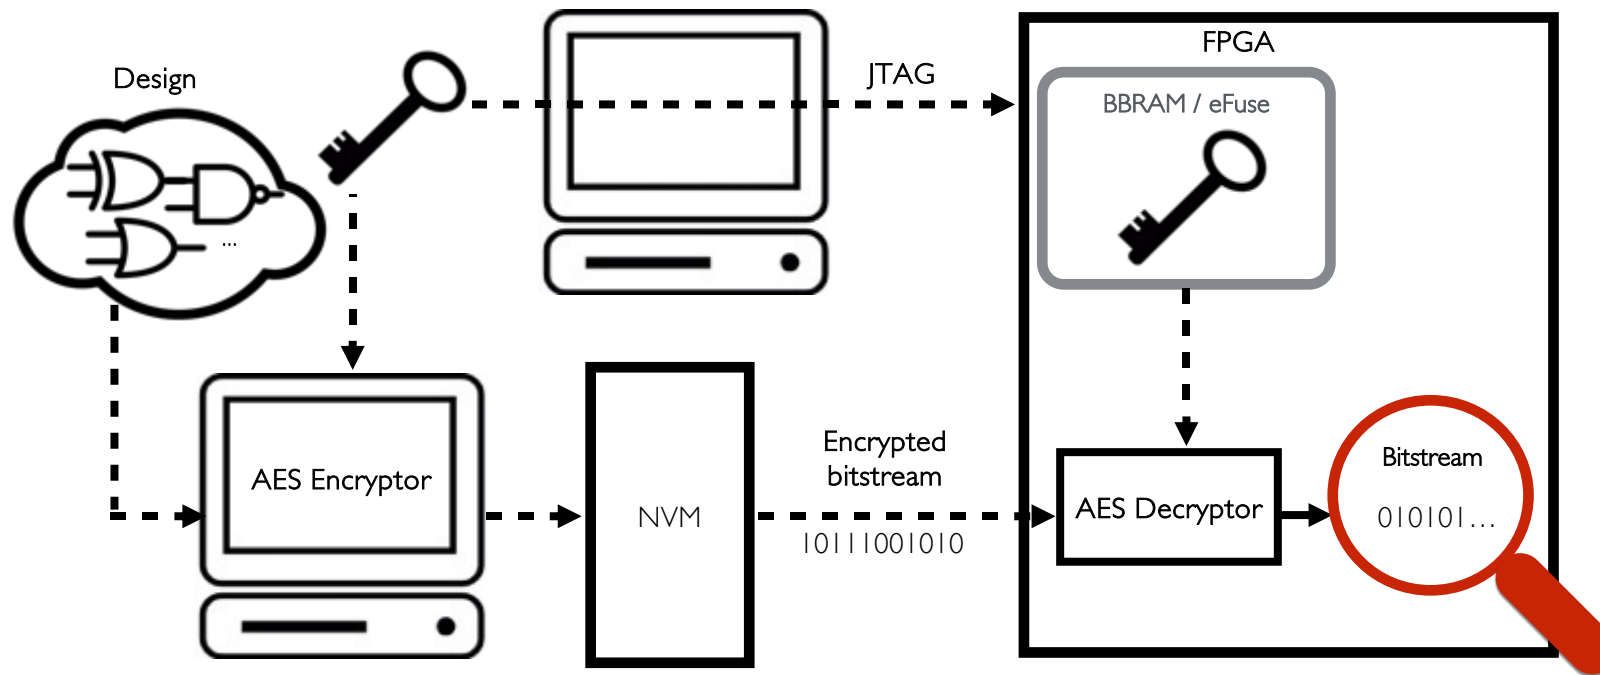 Design
...
JTAG
FPGA
BBRAM / eFuse
AES Encryptor
NVM
Encrypted
bitstream
10111001010
AES Decryptor
Bitstream
010101...